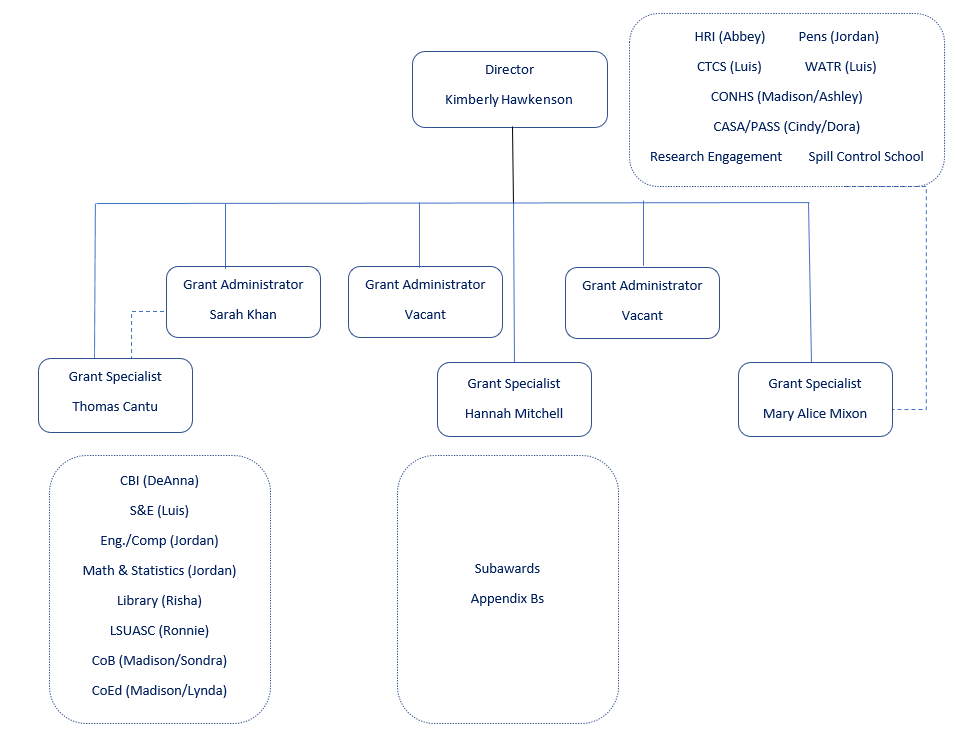 HRI (Abbey) Pens (Jordan)
CTCS (Luis) WATR (Luis)
CONHS (Madison/Ashley)
CASA/PASS (Cindy/Dora)
Research Engagement Spill Control School
Director
Kimberly Hawkenson
Grant Administrator
Sarah Khan
Grant Administrator
Vacant
Grant Administrator
Vacant
Grant Specialist
Thomas Cantu
Grant Specialist
Hannah Mitchell
Grant Specialist
Mary Alice Mixon
CBI (DeAnna)
S&E (Luis)
Eng./Comp (Jordan)
Math & Statistics (Jordan)
Library (Risha)
LSUASC (Ronnie)
CoB (Madison/Sondra)
CoEd (Madison/Lynda)
Subawards
Appendix Bs